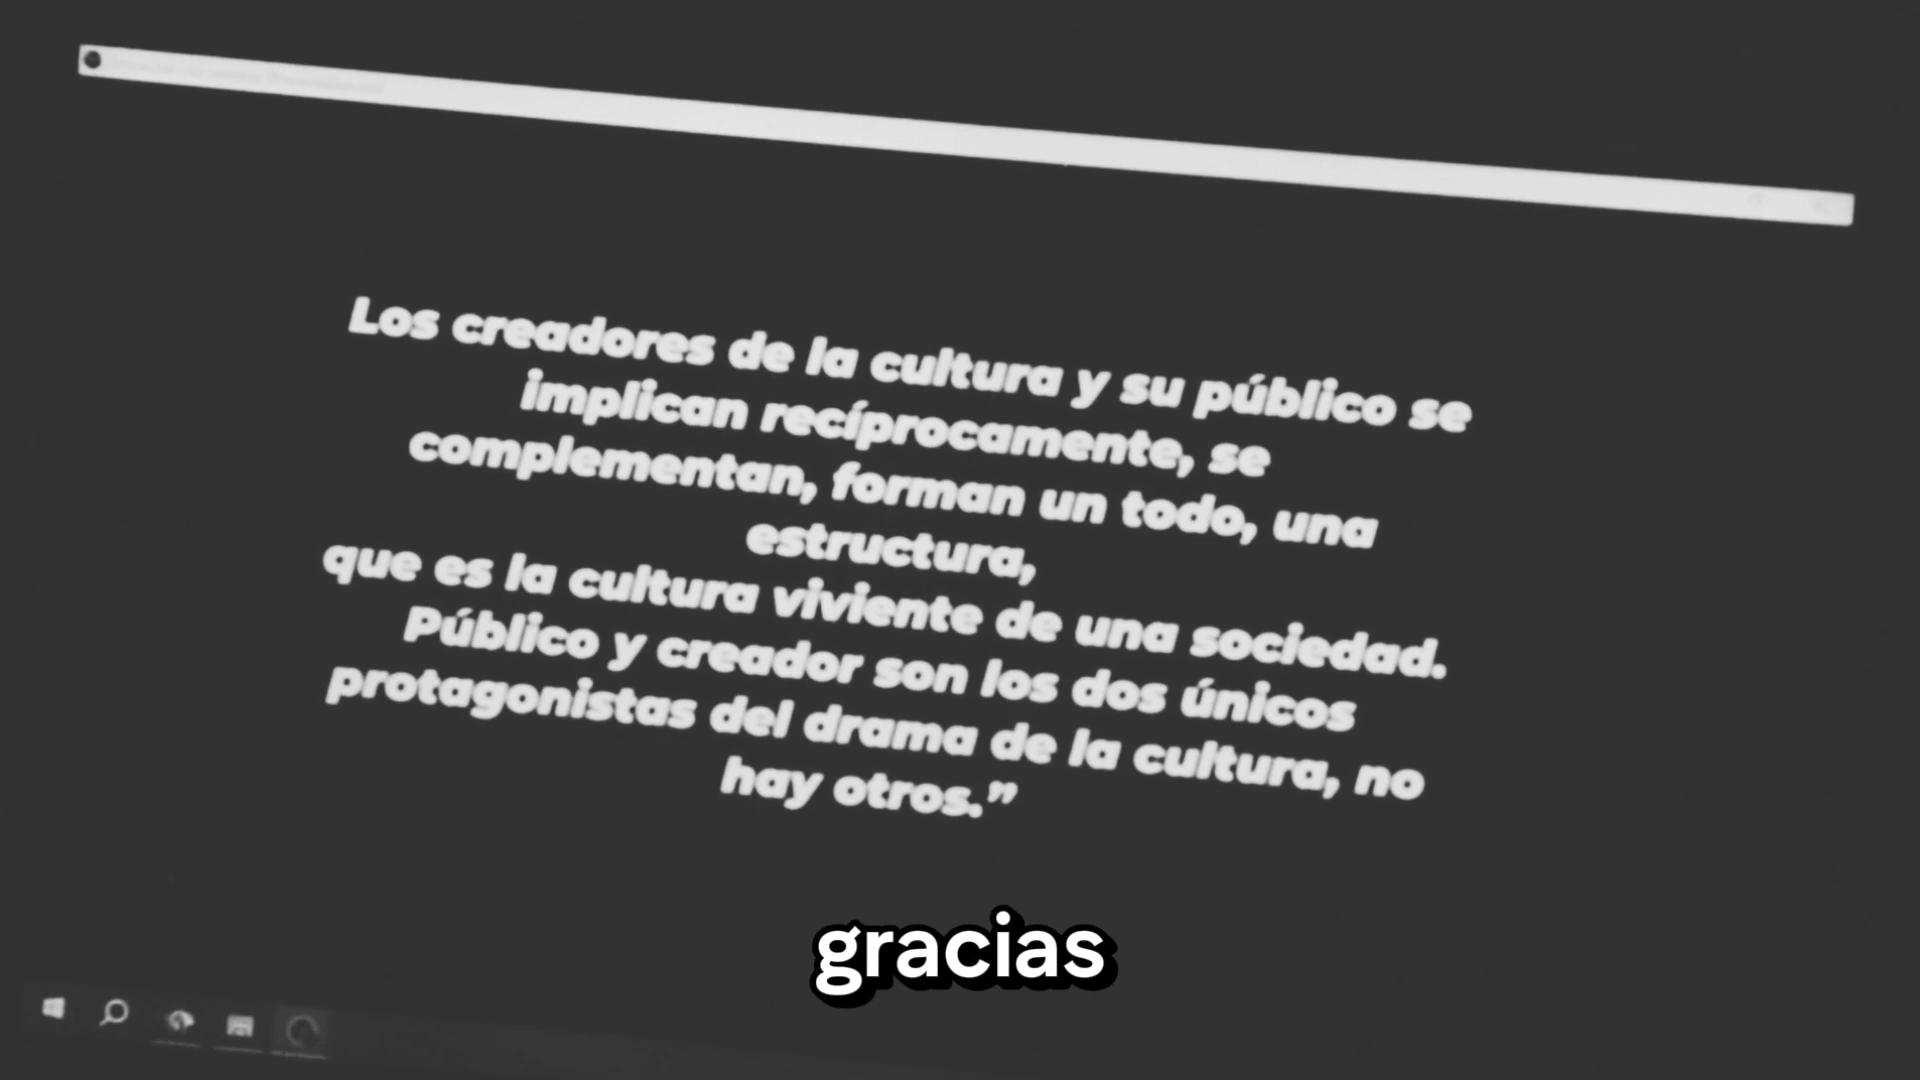 Los creadores de la cultura y su público se
implican recíprocamente, se
complementan, forman un todo, una
estructura,
que es la cultura viviente de una sociedad.
Público y creador son los dos únicos
protagonistas del drama de la cultura, no
hay otros.”
gracias